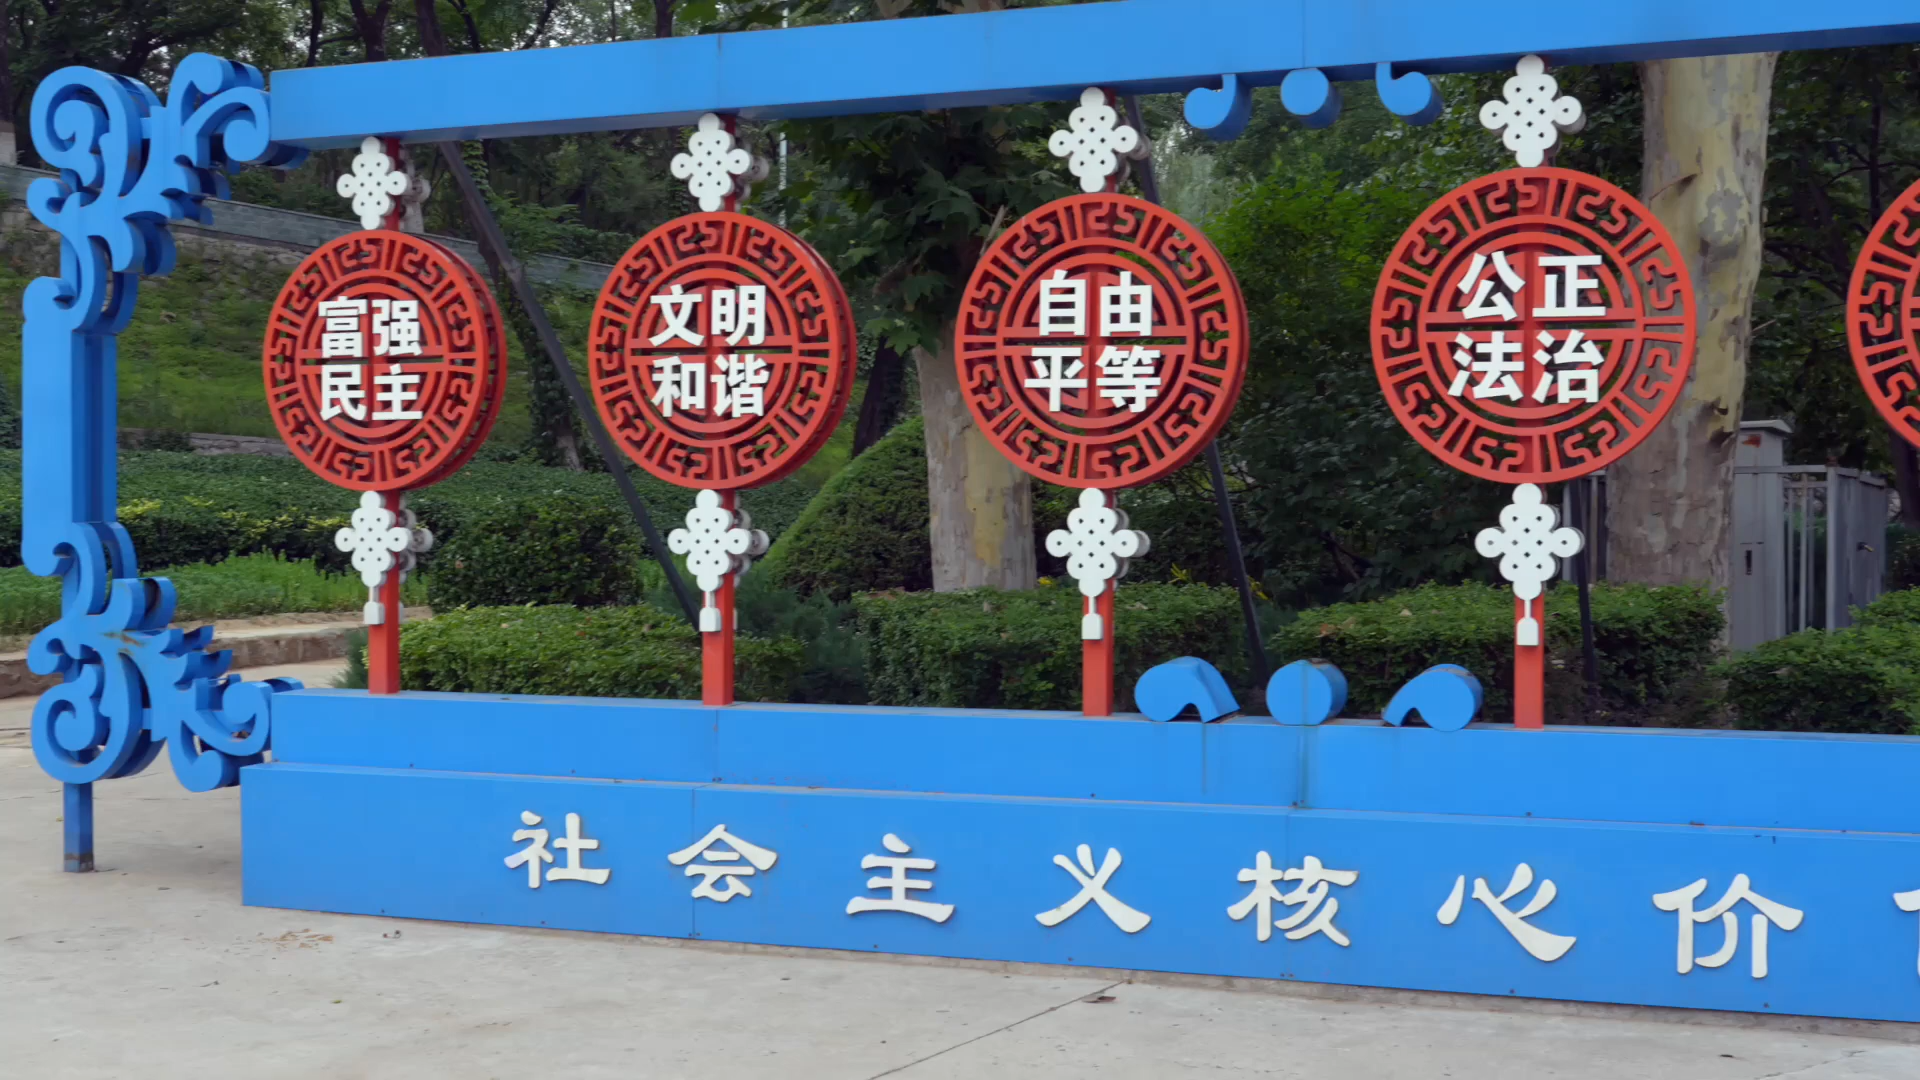 富强
民主
文明
和谐
自由
平等
公正
法治
社会主义核心价